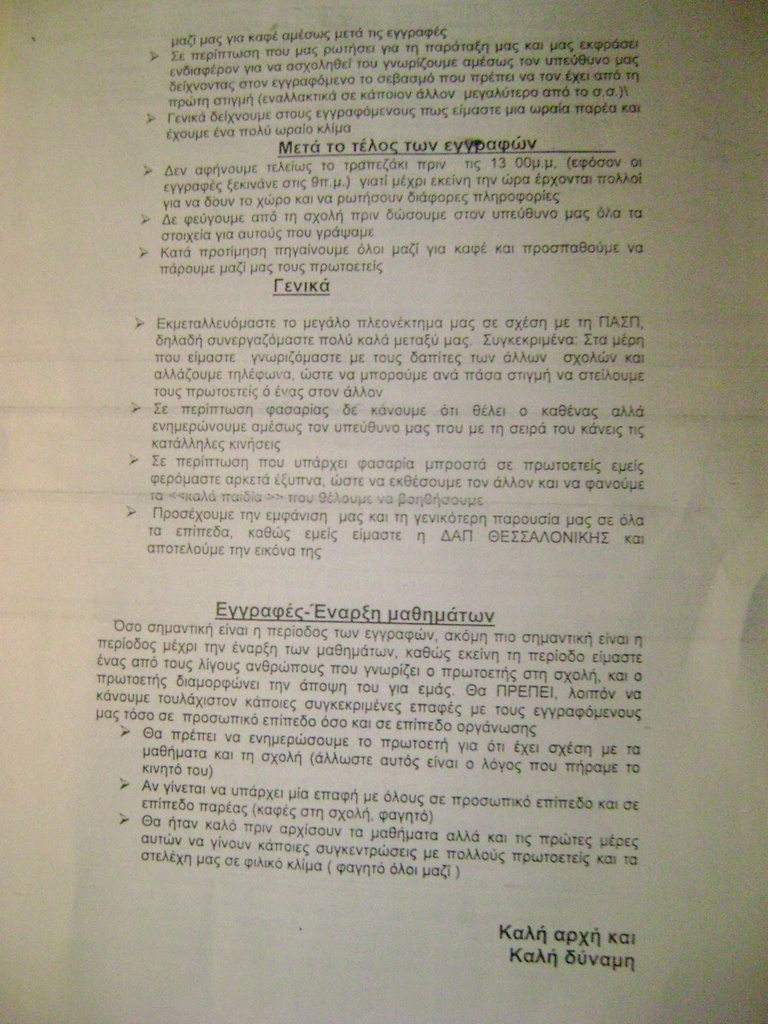 μαζί μας για καφέ αμέσως μετά τις εγγραφές
➢ Σε περίπτωση που μας ρωτήσει για τη παράταξη μας και μας εκφράσει
ενδιαφέρον για να ασχοληθεί του γνωρίζουμε αμέσως τον υπεύθυνο μας
δείχνοντας στον εγγραφόμενο το σεβασμό που πρέπει να τον έχει από τη
πρώτη στιγμή (εναλλακτικά σε κάποιον άλλον μεγαλύτερο από το σ.σ.)\
➢ Γενικά δείχνουμε στους εγγραφόμενους πως είμαστε μια ωραία παρέα και
έχουμε ένα πολύ ωραίο κλίμα
Μετά το τέλος των εγγραφών
➢ Δεν αφήνουμε τελείως το τραπεζάκι πριν τις 13 00μ.μ. (εφόσον οι
εγγραφές ξεκινάνε στις 9π.μ.) γιατί μέχρι εκείνη την ώρα έρχονται πολλοί
για να δουν το χώρο και να ρωτήσουν διάφορες πληροφορίες
➢ Δε φεύγουμε από τη σχολή πριν δώσουμε στον υπεύθυνο μας όλα τα
στοιχεία για αυτούς που γράψαμε
➢ Κατά προτίμηση πηγαίνουμε όλοι μαζί για καφέ και προσπαθούμε να
πάρουμε μαζί μας τους πρωτοετείς
Γενικά
➢ Εκμεταλλευόμαστε το μεγάλο πλεονέκτημα μας σε σχέση με τη ΠΑΣΠ,
δηλαδή συνεργαζόμαστε πολύ καλά μεταξύ μας. Συγκεκριμένα: Στα μέρη
που είμαστε γνωριζόμαστε με τους δαπίτες των άλλων σχολών και
αλλάζουμε τηλέφωνα, ώστε να μπορούμε ανά πάσα στιγμή να στείλουμε
τους πρωτοετείς ό ένας στον άλλον
➢ Σε περίπτωση φασαρίας δε κάνουμε ότι θέλει ο καθένας αλλά
ενημερώνουμε αμέσως τον υπεύθυνο μας που με τη σειρά του κάνεις τις
κατάλληλες κινήσεις
➢ Σε περίπτωση που υπάρχει φασαρία μπροστά σε πρωτοετείς εμείς
φερόμαστε αρκετά έξυπνα, ώστε να εκθέσουμε τον άλλον και να φανούμε
τα <<καλά παιδία >> που θέλουμε να βοηθήσουμε
➢ Προσέχουμε την εμφάνιση μας και τη γενικότερη παρουσία μας σε όλα
τα επίπεδα, καθώς εμείς είμαστε η ΔΑΠ ΘΕΣΣΑΛΟΝΙΚΗΣ και
αποτελούμε την εικόνα της
Εγγραφές-Έναρξη μαθημάτων
Όσο σημαντική είναι η περίοδος των εγγραφών, ακόμη πιο σημαντική είναι η
περίοδος μέχρι την έναρξη των μαθημάτων, καθώς εκείνη τη περίοδο είμαστε
ένας από τους λίγους ανθρώπους που γνωρίζει ο πρωτοετής στη σχολή, και ο
πρωτοετής διαμορφώνει την άποψη του για εμάς. Θα ΠΡΕΠΕΙ, λοιπόν να
κάνουμε τουλάχιστον κάποιες συγκεκριμένες επαφές με τους εγγραφόμενους
μας τόσο σε προσωπικό επίπεδο όσο και σε επίπεδο οργάνωσης
➢ Θα πρέπει να ενημερώσουμε το πρωτοετή για ότι έχει σχέση με τα
μαθήματα και τη σχολή (άλλωστε αυτός είναι ο λόγος που πήραμε το
κινητό του)
➢ Αν γίνεται να υπάρχει μία επαφή με όλους σε προσωπικό επίπεδο και σε
επίπεδο παρέας (καφές στη σχολή, φαγητό)
➢ Θα ήταν καλό πριν αρχίσουν τα μαθήματα αλλά και τις πρώτες μέρες
αυτών να γίνουν κάποιες συγκεντρώσεις με πολλούς πρωτοετείς και τα
στελέχη μας σε φιλικό κλίμα ( φαγητό όλοι μαζί )
Καλή αρχή και
Καλή δύναμη